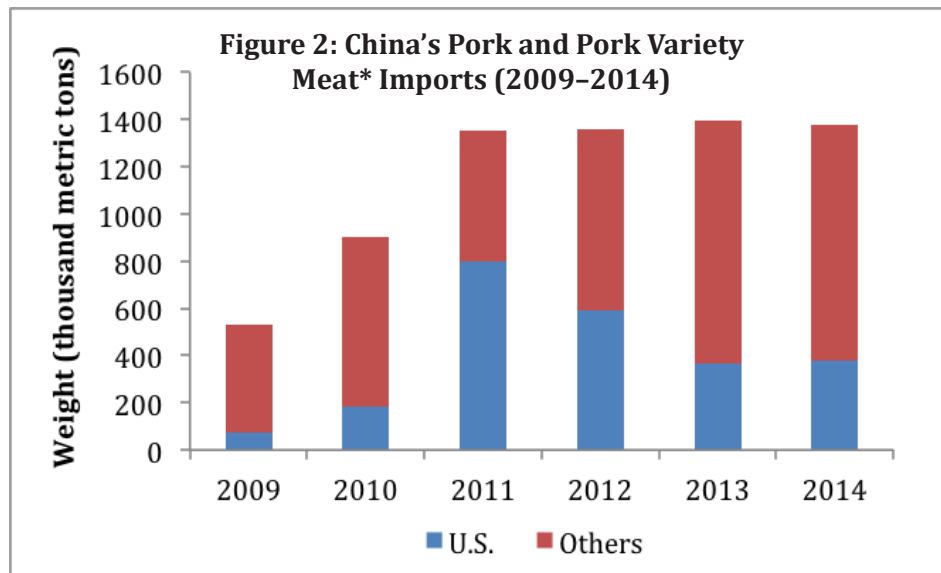 Figure 2: China's Pork and Pork Variety
Meat* Imports (2009–2014)
Weight (thousand metric tons)
1600
1400
1200
1000
800
600
400
200
0
2009 2010 2011 2012 2013 2014
U.S. Others